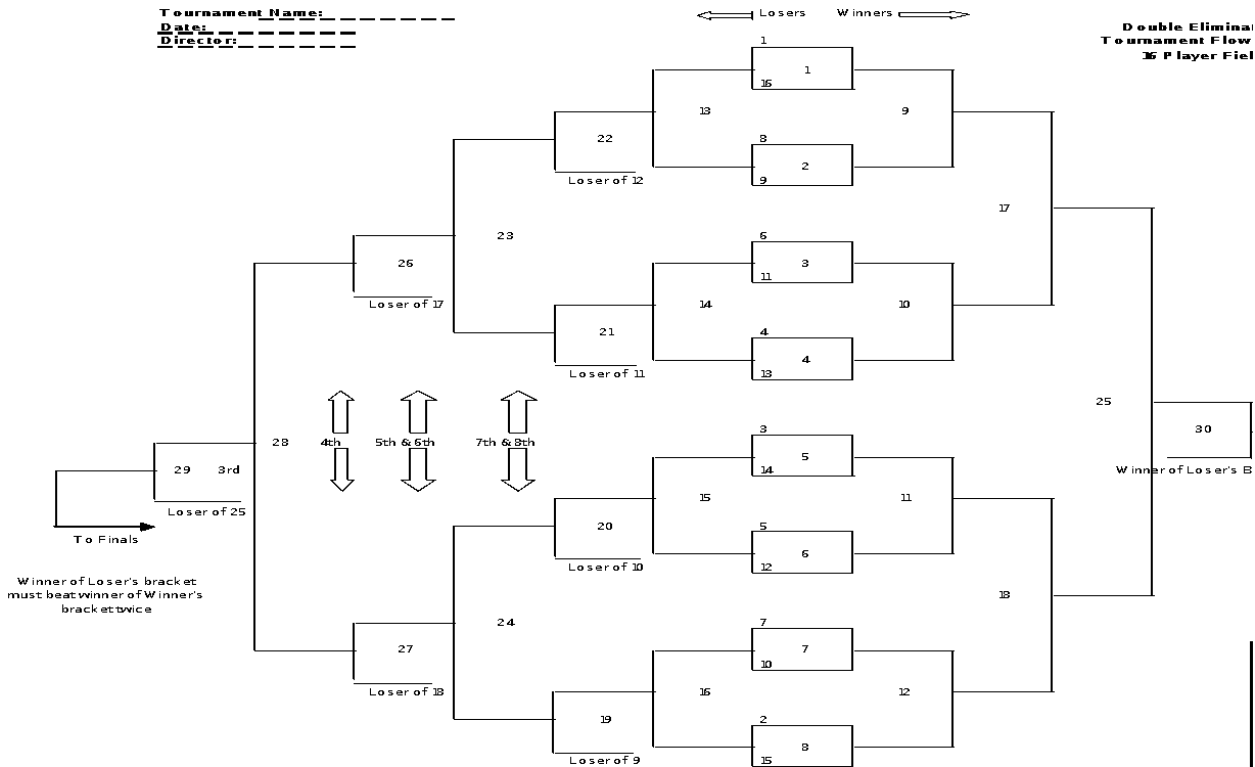 Tournament Name:
Date:
Director:
Losers Winners
Double Eliminat
Tournament Flow
16 Player Fiel
1
1
16
13
9
22
8
2
9
Loser of 12
17
23
6
3
11
26
Loser of 17
14
10
21
4
4
13
Loser of 11
25
28
4th
5th & 6th
7th & 8th
3
5
14
30
Winner of Loser's B
29 3rd
Loser of 25
To Finals
15
11
20
5
6
12
Loser of 10
Winner of Loser's bracket
must beat winner of Winner's
bracket twice
18
24
7
7
10
27
Loser of 18
16
12
19
2
8
15
Loser of 9